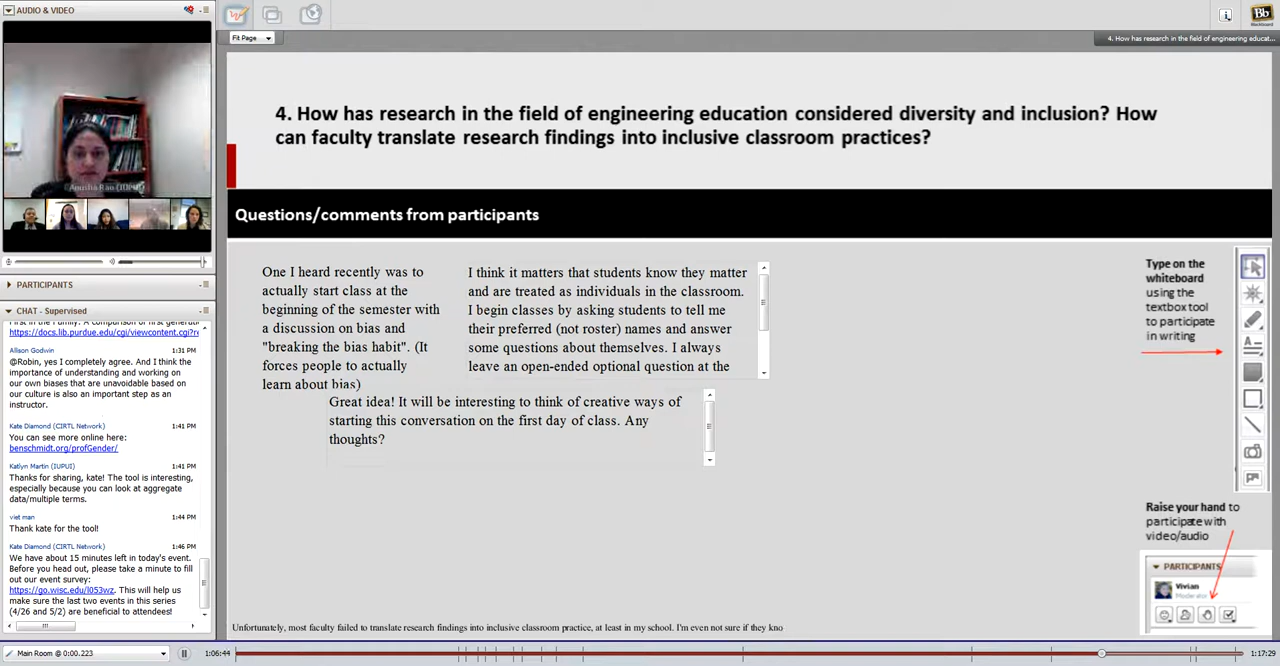 AUDIO & VIDEO
Anusha Rao (IUPUI)
PARTICIPANTS
CHAT - Supervised
First in the Family: A comparison of first generatio
https://docs.lib.purdue.edu/cgi/viewcontent.cgi?re
Allison Godwin 1:31 PM
@Robin, yes I completely agree. And I think the
importance of understanding and working on
our own biases that are unavoidable based on
our culture is also an important step as an
instructor.
Kate Diamond (CIRTL Network) 1:41 PM
You can see more online here:
benschmidt.org/profGender/
Katlyn Martin (IUPUI) 1:41 PM
Thanks for sharing, kate! The tool is interesting,
especially because you can look at aggregate
data/multiple terms.
viet man 1:44 PM
Thank kate for the tool!
Kate Diamond (CIRTL Network) 1:46 PM
We have about 15 minutes left in today's event.
Before you head out, please take a minute to fill
out our event survey:
https://go.wisc.edu/l053wz. This will help us
make sure the last two events in this series
(4/26 and 5/2) are beneficial to attendees!
Main Room @ 0:00.223
Fit Page
Bb
Blackboard
4. How has research in the field of engineering educat...
4. How has research in the field of engineering education considered diversity and inclusion? How
can faculty translate research findings into inclusive classroom practices?
Questions/comments from participants
One I heard recently was to
actually start class at the
beginning of the semester with
a discussion on bias and
"breaking the bias habit". (It
forces people to actually
learn about bias)
I think it matters that students know they matter
and are treated as individuals in the classroom.
I begin classes by asking students to tell me
their preferred (not roster) names and answer
some questions about themselves. I always
leave an open-ended optional question at the
Great idea! It will be interesting to think of creative ways of
starting this conversation on the first day of class. Any
thoughts?
Type on the
whiteboard
using the
textbox tool
to participate
in writing
Raise your hand to
participate with
video/audio
PARTICIPANTS
Vivian
Moderator
Unfortunately, most faculty failed to translate research findings into inclusive classroom practice, at least in my school. I'm even not sure if they kno
1:06:44
1:17:29